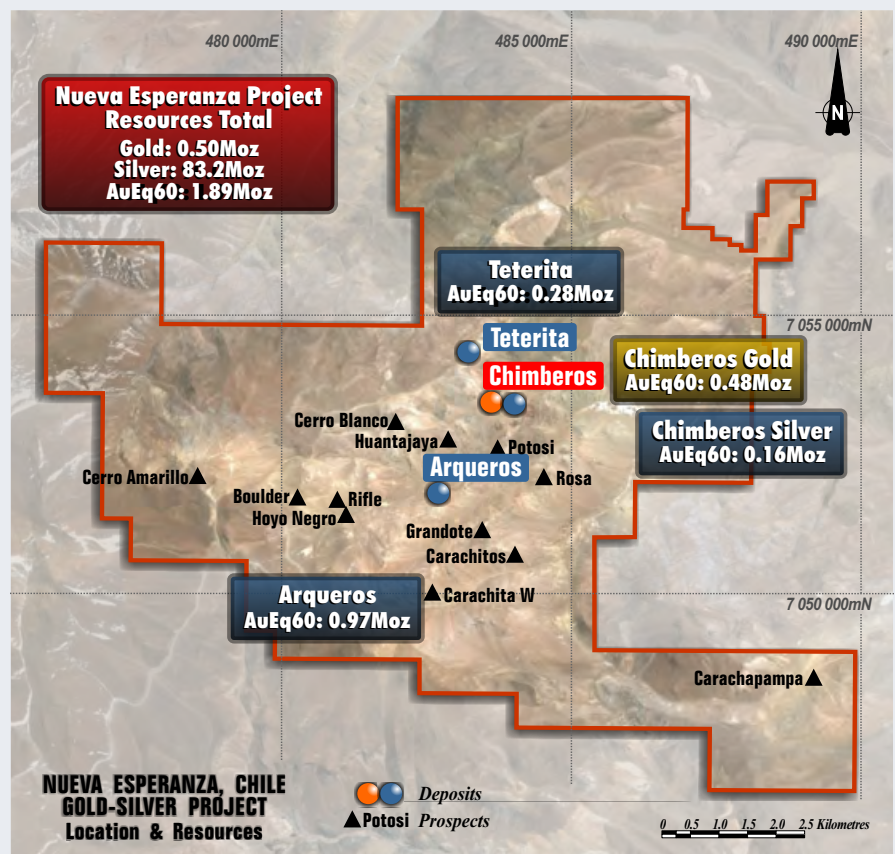 480 000mE
485 000mE
490 000mE
N
Nueva Esperanza Project
Resources Total
Gold: 0.50Moz
Silver: 83.2Moz
AuEq60: 1.89Moz
Teterita
AuEq60: 0.28Moz
7 055 000mN
Teterita
Chimberos
Chimberos Gold
AuEq60: 0.48Moz
Chimberos Silver
AuEq60: 0.16Moz
Cerro Blanco
Huantajaya
Potosi
Arqueros
Cerro Amarillo
Rosa
Boulder
Rifle
Hoyo Negro
Grandote
Carachitos
Arqueros
AuEq60: 0.97Moz
Carachita W
7 050 000mN
Carachapampa
NUEVA ESPERANZA, CHILE
GOLD-SILVER PROJECT
Location & Resources
Deposits
Potosi Prospects
0 0.5 1.0 1.5 2.0 2.5 Kilometres